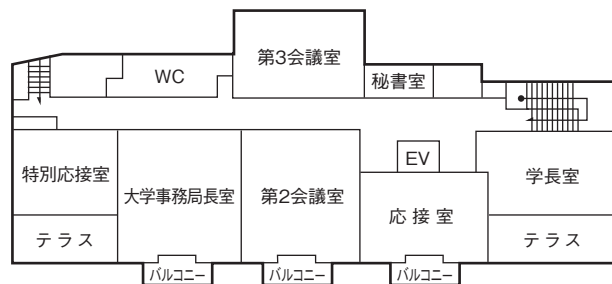 第3会議室
WC
秘書室
EV
特別応接室
大学事務局長室
第2会議室
応接室
学長室
テラス
テラス
バルコニー
バルコニー
バルコニー